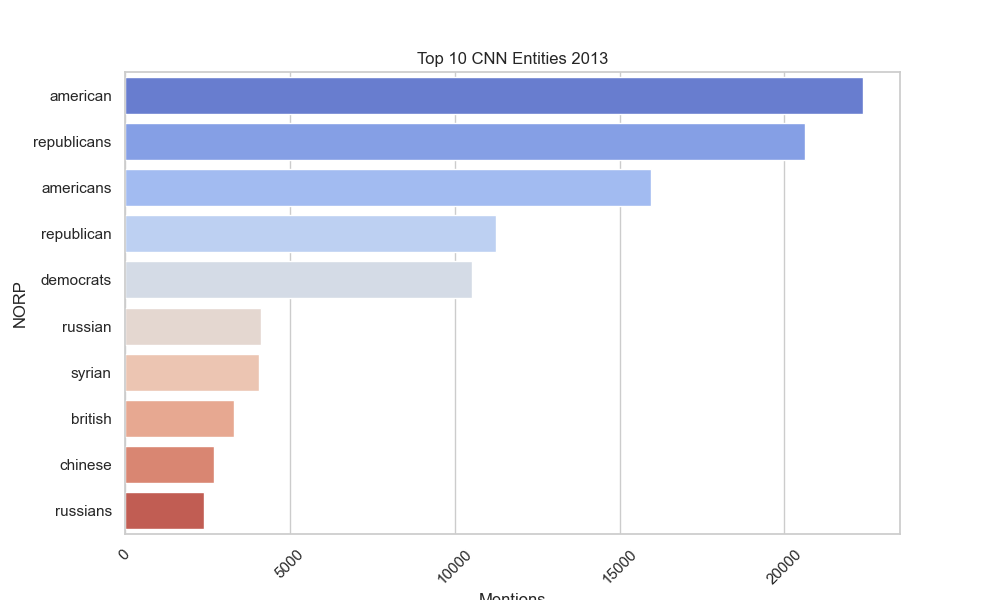 Top 10 CNN Entities 2013
NORP
american
republicans
americans
republican
democrats
russian
syrian
british
chinese
russians
0
5000
10000
15000
20000
Mentions